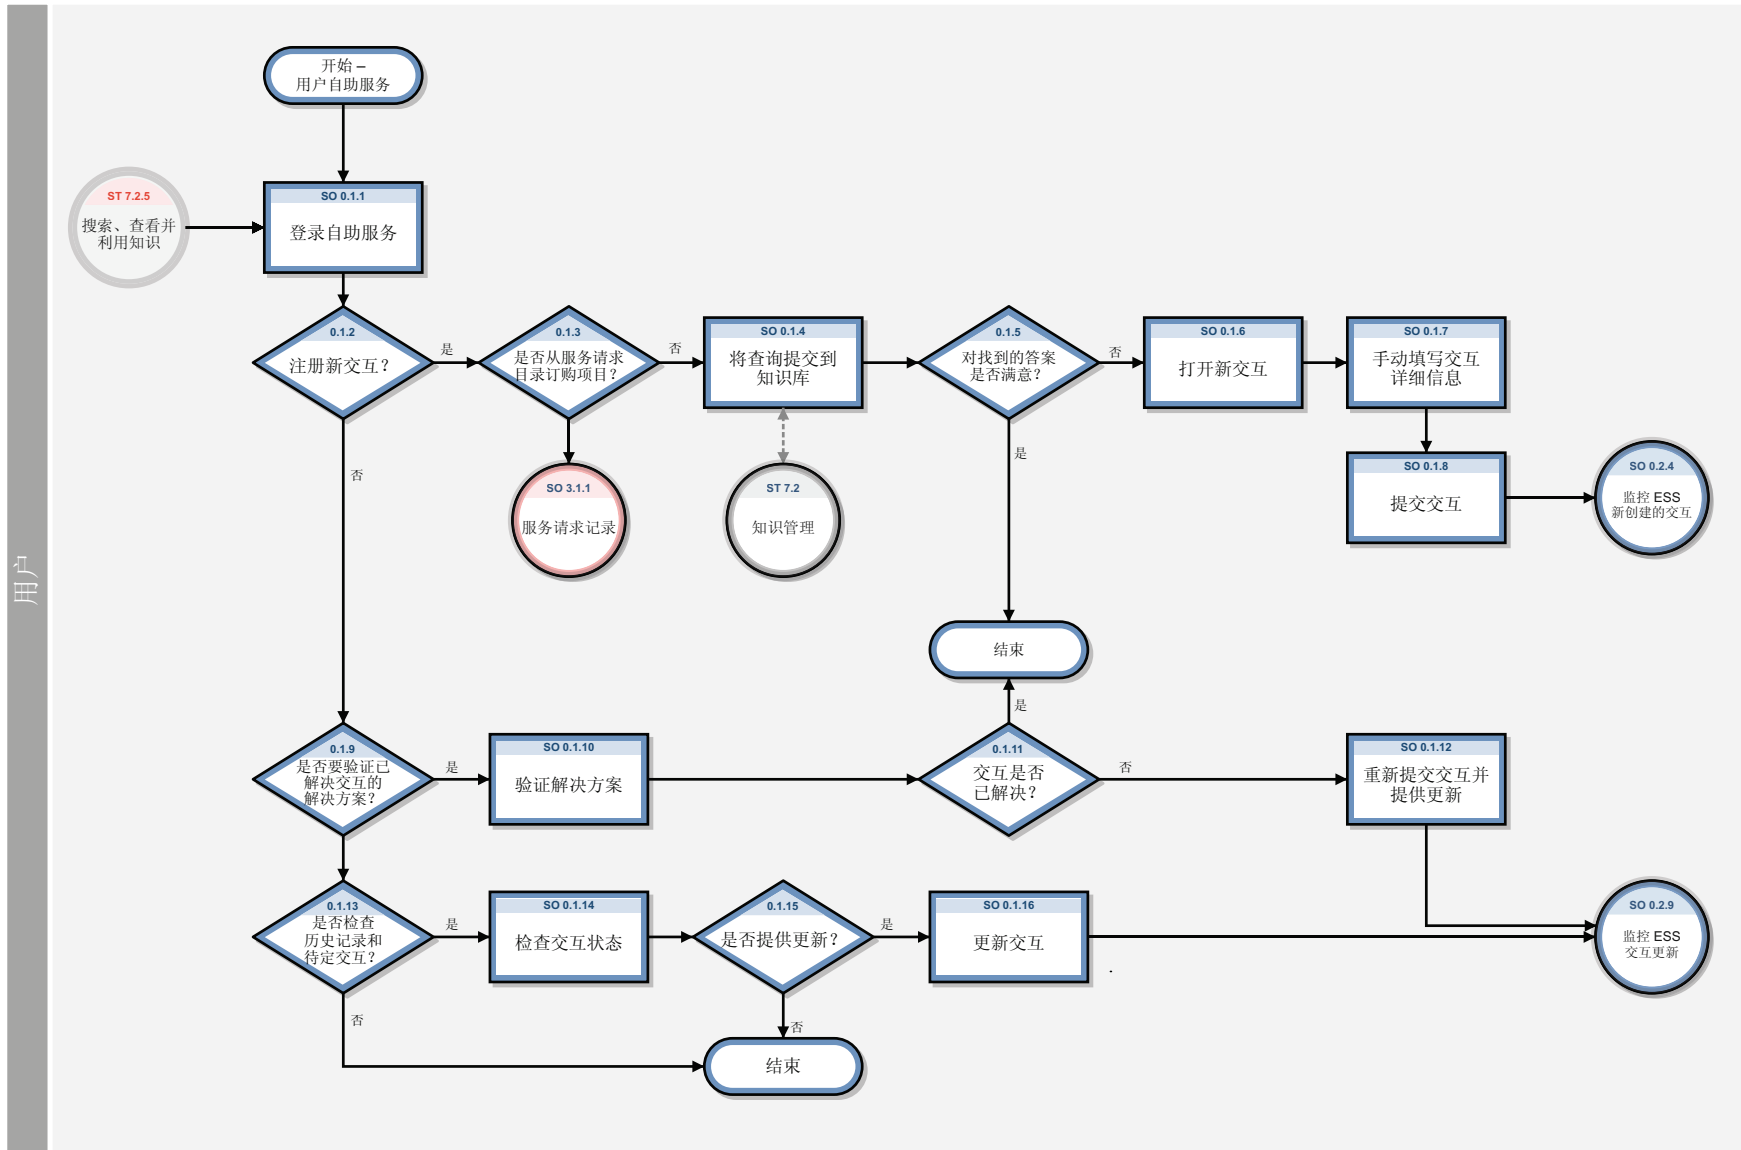 开始 –
用户自助服务
ST 7.2.5
搜索、查看并
利用知识
SO 0.1.1
登录自助服务
0.1.2
注册新交互？
是
0.1.3
是否从服务请求
目录订购项目？
否
SO 0.1.4
将查询提交到
知识库
0.1.5
对找到的答案
是否满意？
否
SO 0.1.6
打开新交互
SO 0.1.7
手动填写交互
详细信息
否
SO 3.1.1
服务请求记录
ST 7.2
知识管理
是
SO 0.1.8
提交交互
SO 0.2.4
监控 ESS
新创建的交互
用户
结束
是
0.1.9
是否要验证已
解决交互的
解决方案？
是
SO 0.1.10
验证解决方案
0.1.11
交互是否
已解决？
否
SO 0.1.12
重新提交交互并
提供更新
0.1.13
是否检查
历史记录和
待定交互？
是
SO 0.1.14
检查交互状态
0.1.15
是否提供更新？
是
SO 0.1.16
更新交互
.
SO 0.2.9
监控 ESS
交互更新
否
否
结束